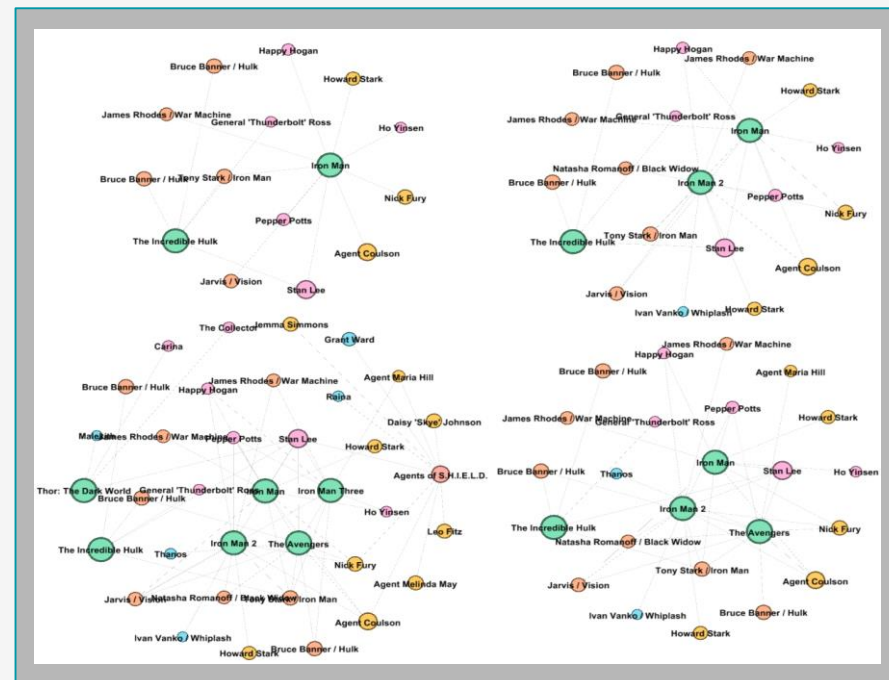 Happy Hogan
Bruce Banner / Hulk
Howard Stark
James Rhodes / War Machine
General 'Thunderbolt' Ross
Ho Yinsen
Iron Man
Bruce Banner / Hulk
Tony Stark / Iron Man
Nick Fury
Pepper Potts
The Incredible Hulk
Agent Coulson
Jarvis / Vision
Stan Lee
Happy Hogan
James Rhodes / War Machine
Bruce Banner / Hulk
Howard Stark
James Rhodes / War Machine
General 'Thunderbolt' Ross
Iron Man
Ho Yinsen
Natasha Romanoff / Black Widow
Bruce Banner / Hulk
Iron Man 2
Pepper Potts
Nick Fury
Tony Stark / Iron Man
The Incredible Hulk
Stan Lee
Agent Coulson
Jarvis / Vision
Ivan Vanko / Whiplash
Howard Stark
The Collector
Jemma Simmons
Grant Ward
Carina
Agent Maria Hill
Bruce Banner / Hulk
Happy Hogan
James Rhodes / War Machine
Raina
Daisy 'Skye' Johnson
Malekith
James Rhodes / War Machine
Pepper Potts
Stan Lee
Howard Stark
Agents of S.H.I.E.L.D.
Thor: The Dark World
General 'Thunderbolt' Ross
Iron Man
Iron Man Three
Bruce Banner / Hulk
Ho Yinsen
Leo Fitz
The Incredible Hulk
Thanos
Iron Man 2
The Avengers
Nick Fury
Agent Melinda May
Jarvis / Vision
Natasha Romanoff / Black Widow
Tony Stark / Iron Man
Agent Coulson
Ivan Vanko / Whiplash
Howard Stark
Bruce Banner / Hulk
James Rhodes / War Machine
Happy Hogan
Bruce Banner / Hulk
Agent Maria Hill
Pepper Potts
James Rhodes / War Machine
General 'Thunderbolt' Ross
Howard Stark
Iron Man
Bruce Banner / Hulk
Thanos
Stan Lee
Ho Yinsen
Iron Man 2
The Incredible Hulk
The Avengers
Nick Fury
Natasha Romanoff / Black Widow
Tony Stark / Iron Man
Jarvis / Vision
Agent Coulson
Ivan Vanko / Whiplash
Bruce Banner / Hulk
Howard Stark